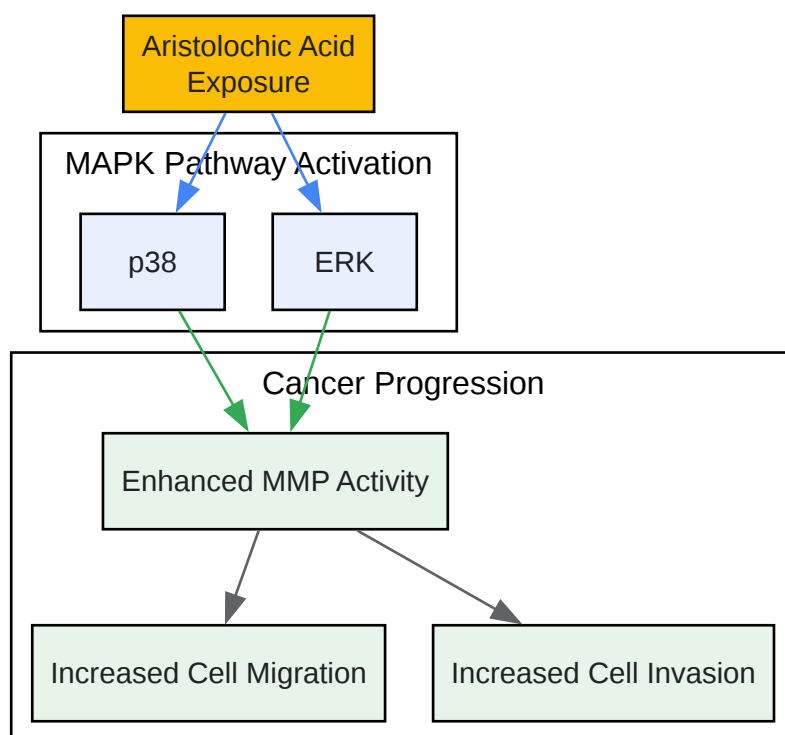 Aristolochic Acid
Exposure
MAPK Pathway Activation
p38
ERK
Cancer Progression
Enhanced MMP Activity
Increased Cell Migration
Increased Cell Invasion